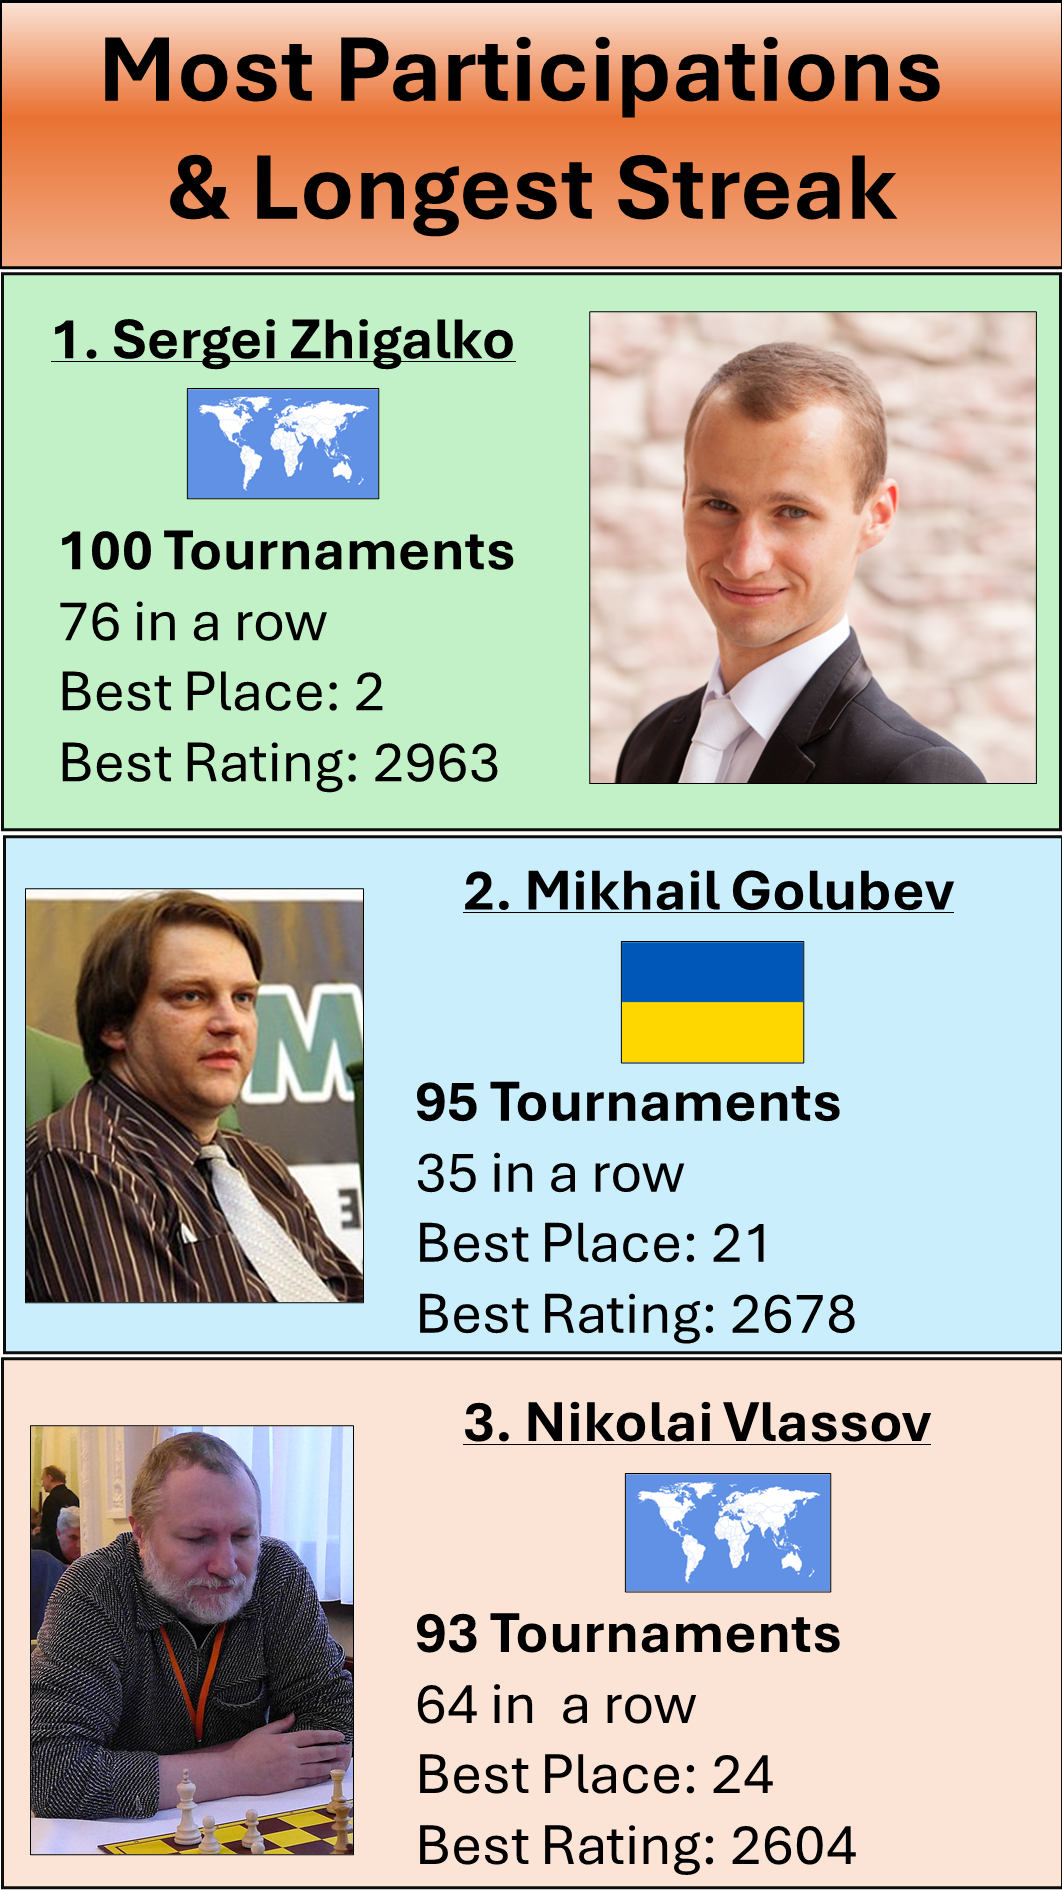 Most Participations
& Longest Streak
1. Sergei Zhigalko
100 Tournaments
76 in a row
Best Place: 2
Best Rating: 2963
2. Mikhail Golubev
95 Tournaments
35 in a row
Best Place: 21
Best Rating: 2678
M
E
3. Nikolai Vlassov
93 Tournaments
64 in  a row
Best Place: 24
Best Rating: 2604